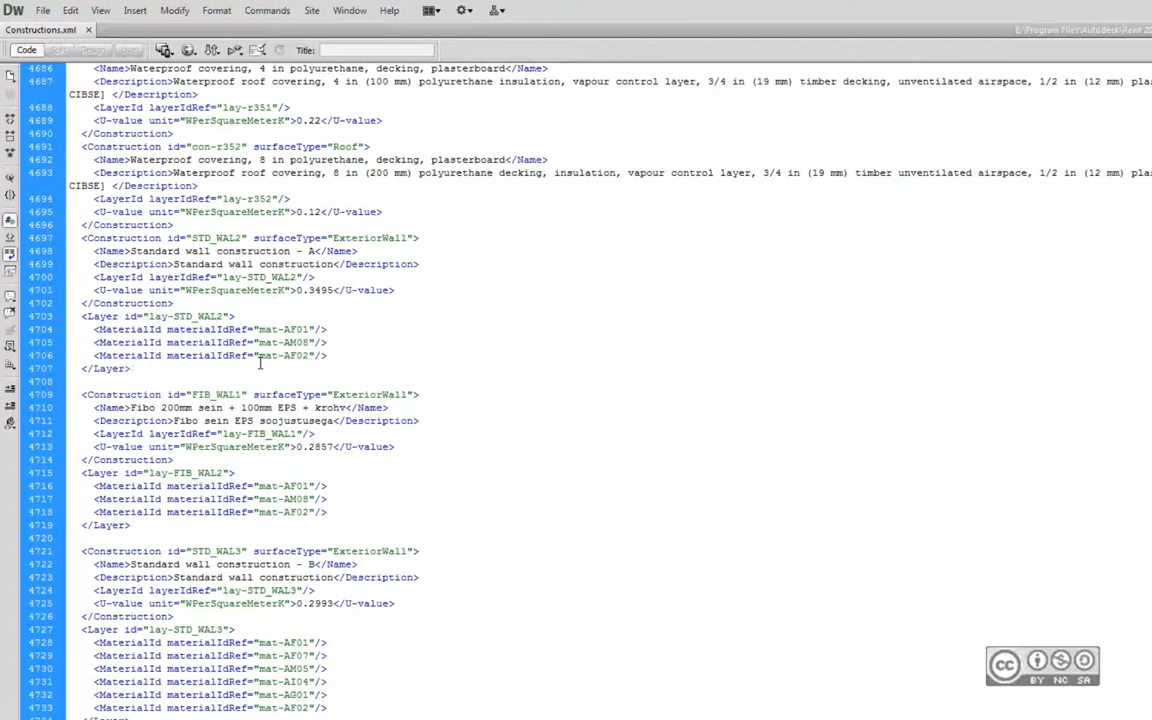 Dw File Edit View Insert Modify Format Commands Site Window Help
Constructions.xml × E:\Program Files\Autodesk\Revit 20
Code Split Design Live Title:
4686 <Name>Waterproof covering, 4 in polyurethane, decking, plasterboard</Name>
4687 <Description>Waterproof roof covering, 4 in (100 mm) polyurethane insulation, vapour control layer, 3/4 in (19 mm) timber decking, unventilated airspace, 1/2 in (12 mm) plas
CIBSE] </Description>
4688 <LayerId layerIdRef="lay-r351"/>
4689 <U-value unit="WPerSquareMeterK">0.22</U-value>
4690 </Construction>
4691 <Construction id="con-r352" surfaceType="Roof">
4692 <Name>Waterproof covering, 8 in polyurethane, decking, plasterboard</Name>
4693 <Description>Waterproof roof covering, 8 in (200 mm) polyurethane decking, insulation, vapour control layer, 3/4 in (19 mm) timber unventilated airspace, 1/2 in (12 mm) plas
CIBSE] </Description>
4694 <LayerId layerIdRef="lay-r352"/>
4695 <U-value unit="WPerSquareMeterK">0.12</U-value>
4696 </Construction>
4697 <Construction id="STD_WAL2" surfaceType="ExteriorWall">
4698 <Name>Standard wall construction - A</Name>
4699 <Description>Standard wall construction</Description>
4700 <LayerId layerIdRef="lay-STD_WAL2"/>
4701 <U-value unit="WPerSquareMeterK">0.3495</U-value>
4702 </Construction>
4703 <Layer id="lay-STD_WAL2">
4704 <MaterialId materialIdRef="mat-AF01"/>
4705 <MaterialId materialIdRef="mat-AM08"/>
4706 <MaterialId materialIdRef="mat-AF02"/>
4707 </Layer>
4708
4709 <Construction id="FIB_WAL1" surfaceType="ExteriorWall">
4710 <Name>Fibo 200mm sein + 100mm EPS + krohv</Name>
4711 <Description>Fibo sein EPS soojustusega</Description>
4712 <LayerId layerIdRef="lay-FIB_WAL1"/>
4713 <U-value unit="WPerSquareMeterK">0.2857</U-value>
4714 </Construction>
4715 <Layer id="lay-FIB_WAL2">
4716 <MaterialId materialIdRef="mat-AF01"/>
4717 <MaterialId materialIdRef="mat-AM08"/>
4718 <MaterialId materialIdRef="mat-AF02"/>
4719 </Layer>
4720
4721 <Construction id="STD_WAL3" surfaceType="ExteriorWall">
4722 <Name>Standard wall construction - B</Name>
4723 <Description>Standard wall construction</Description>
4724 <LayerId layerIdRef="lay-STD_WAL3"/>
4725 <U-value unit="WPerSquareMeterK">0.2993</U-value>
4726 </Construction>
4727 <Layer id="lay-STD_WAL3">
4728 <MaterialId materialIdRef="mat-AF01"/>
4729 <MaterialId materialIdRef="mat-AF07"/>
4730 <MaterialId materialIdRef="mat-AM05"/>
4731 <MaterialId materialIdRef="mat-AI04"/>
4732 <MaterialId materialIdRef="mat-AG01"/>
4733 <MaterialId materialIdRef="mat-AF02"/>
</Layer>
cc BY NC SA